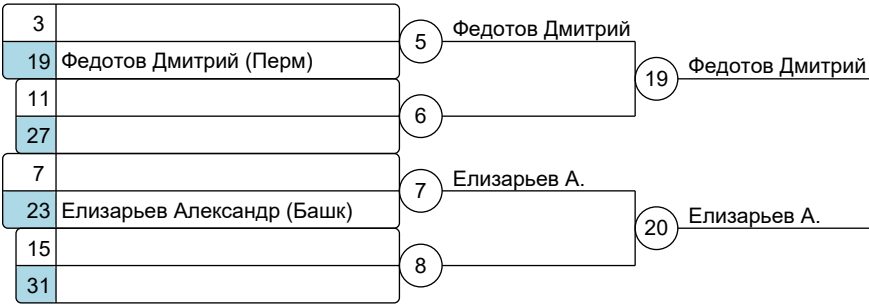 3
19 Федотов Дмитрий (Перм)
11
27
7
23 Елизарьев Александр (Башк)
15
31
5
6
7
8
Федотов Дмитрий
Елизарьев А.
19
20
Федотов Дмитрий
Елизарьев А.